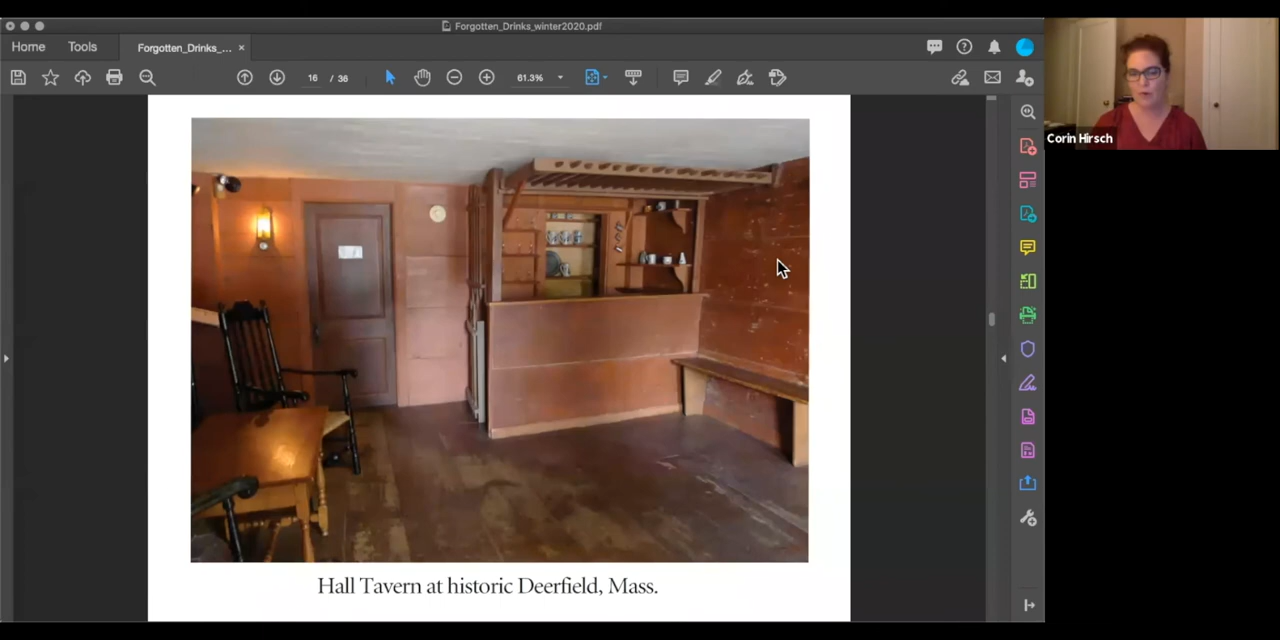 Forgotten_Drinks_winter2020.pdf
Home
Tools
Forgotten_Drinks_... ×
16 / 36
61.3%
Corin Hirsch
Hall Tavern at historic Deerfield, Mass.